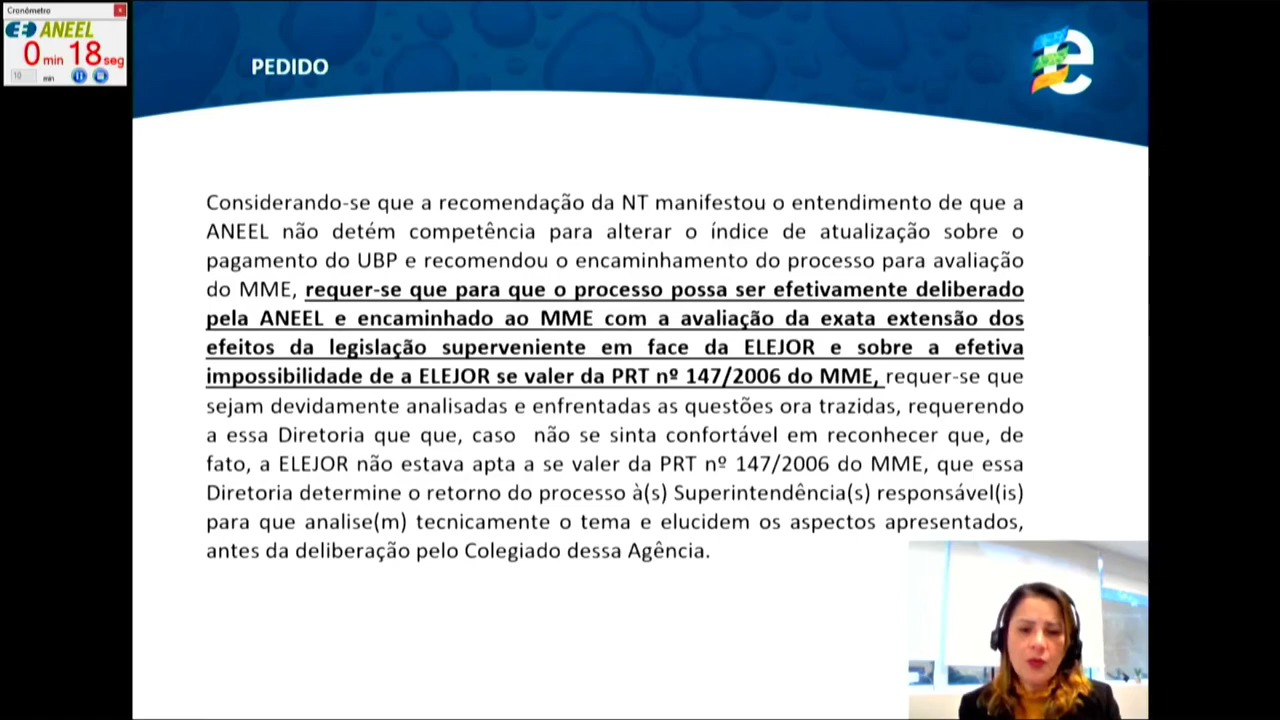 Cronômetro
ANEEL
0 min 18 seg
10 min
PEDIDO
e
Considerando-se que a recomendação da NT manifestou o entendimento de que a
ANEEL não detém competência para alterar o índice de atualização sobre o
pagamento do UBP e recomendou o encaminhamento do processo para avaliação
do MME, requer-se que para que o processo possa ser efetivamente deliberado
pela ANEEL e encaminhado ao MME com a avaliação da exata extensão dos
efeitos da legislação superveniente em face da ELEJOR e sobre a efetiva
impossibilidade de a ELEJOR se valer da PRT nº 147/2006 do MME, requer-se que
sejam devidamente analisadas e enfrentadas as questões ora trazidas, requerendo
a essa Diretoria que que, caso não se sinta confortável em reconhecer que, de
fato, a ELEJOR não estava apta a se valer da PRT nº 147/2006 do MME, que essa
Diretoria determine o retorno do processo à(s) Superintendência(s) responsável(is)
para que analise(m) tecnicamente o tema e elucidem os aspectos apresentados,
antes da deliberação pelo Colegiado dessa Agência.